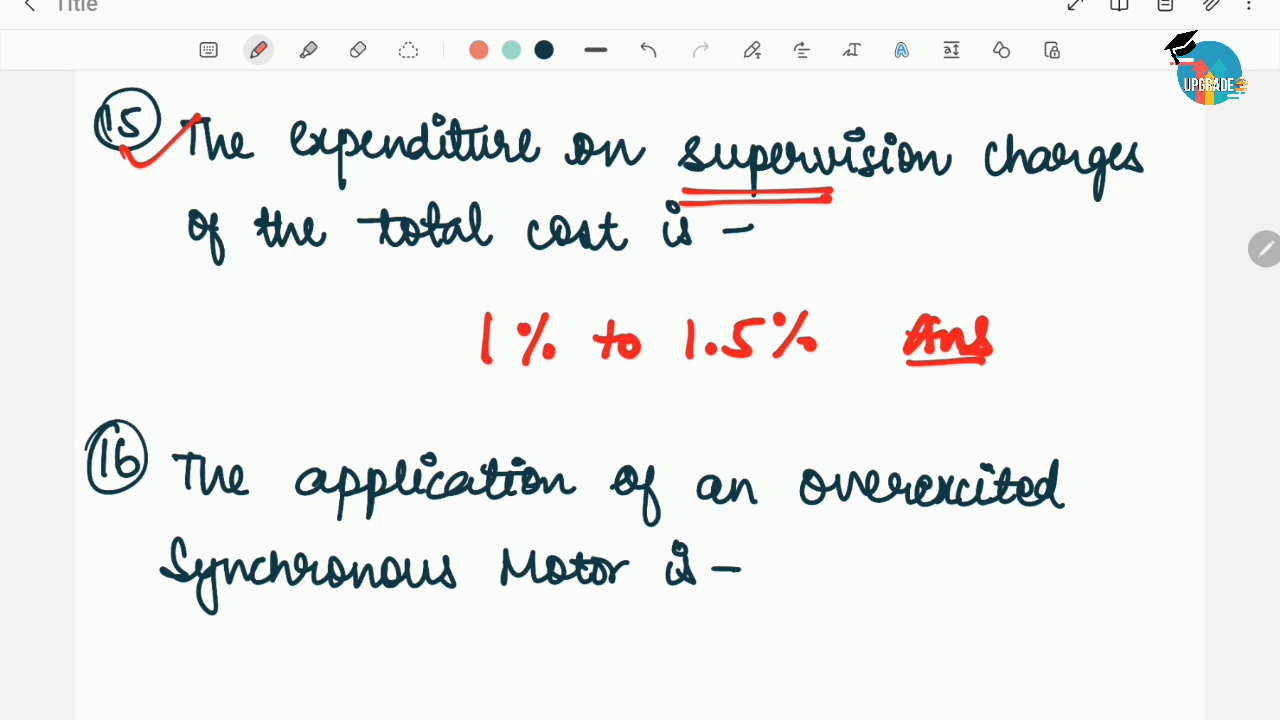 Title
UPGRADE
15 The expenditure on supervision charges
of the total cost is -
1% to 1.5% Ans
16 The application of an overexcited
Synchronous Motor is -